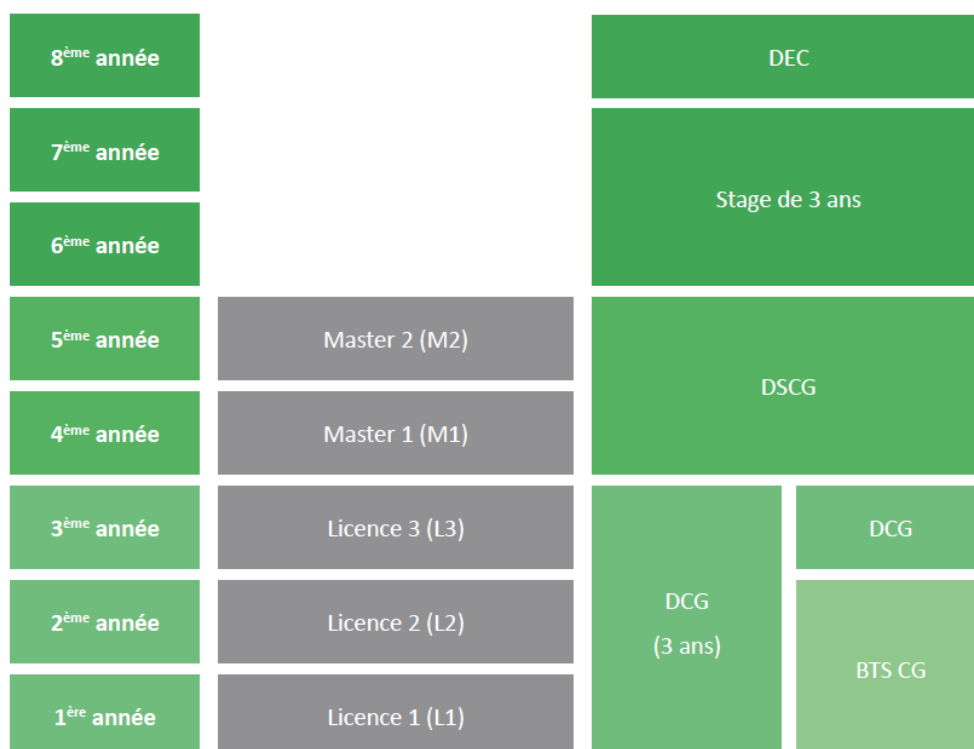 8ème année
DEC
7ème année
Stage de 3 ans
6ème année
5ème année
Master 2 (M2)
DSCG
4ème année
Master 1 (M1)
3ème année
Licence 3 (L3)
DCG
2ème année
Licence 2 (L2)
DCG
(3 ans)
BTS CG
1ère année
Licence 1 (L1)